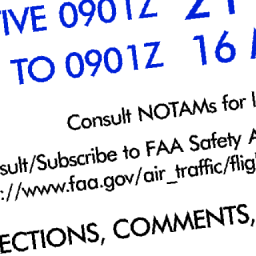 TIVE 0901Z 21
TO 0901Z 16
Consult NOTAMs for
sult/Subscribe to FAA Safety
://www.faa.gov/air_traffic/flig
ECTIONS, COMMENTS,